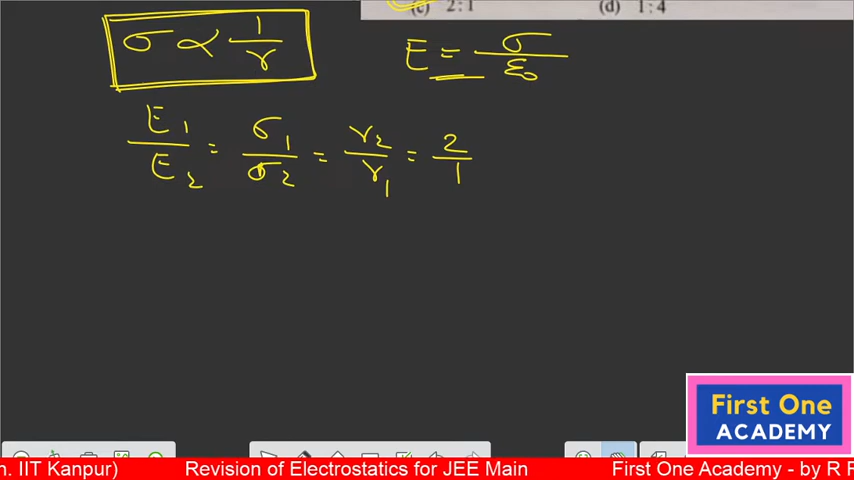 (c) 2:1 (d) 1:4
σ ∝ 1/r
E = σ/ε₀
E₁/E₂ = σ₁/σ₂ = r₂/r₁ = 2/1
First One
ACADEMY
n. IIT Kanpur) Revision of Electrostatics for JEE Main First One Academy - by R